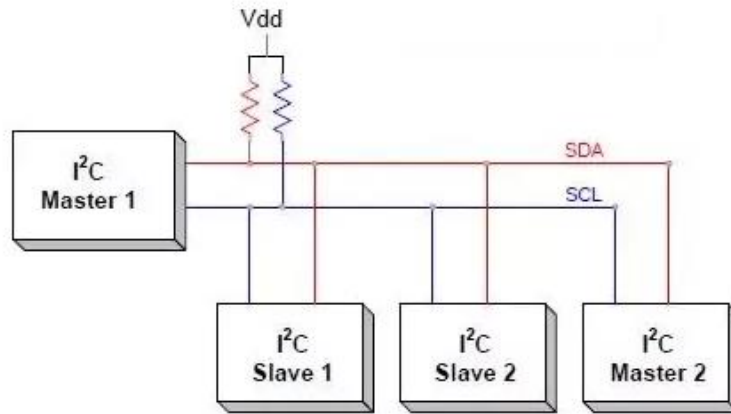 Vdd
I²C
Master 1
SDA
SCL
I²C
Slave 1
I²C
Slave 2
I²C
Master 2